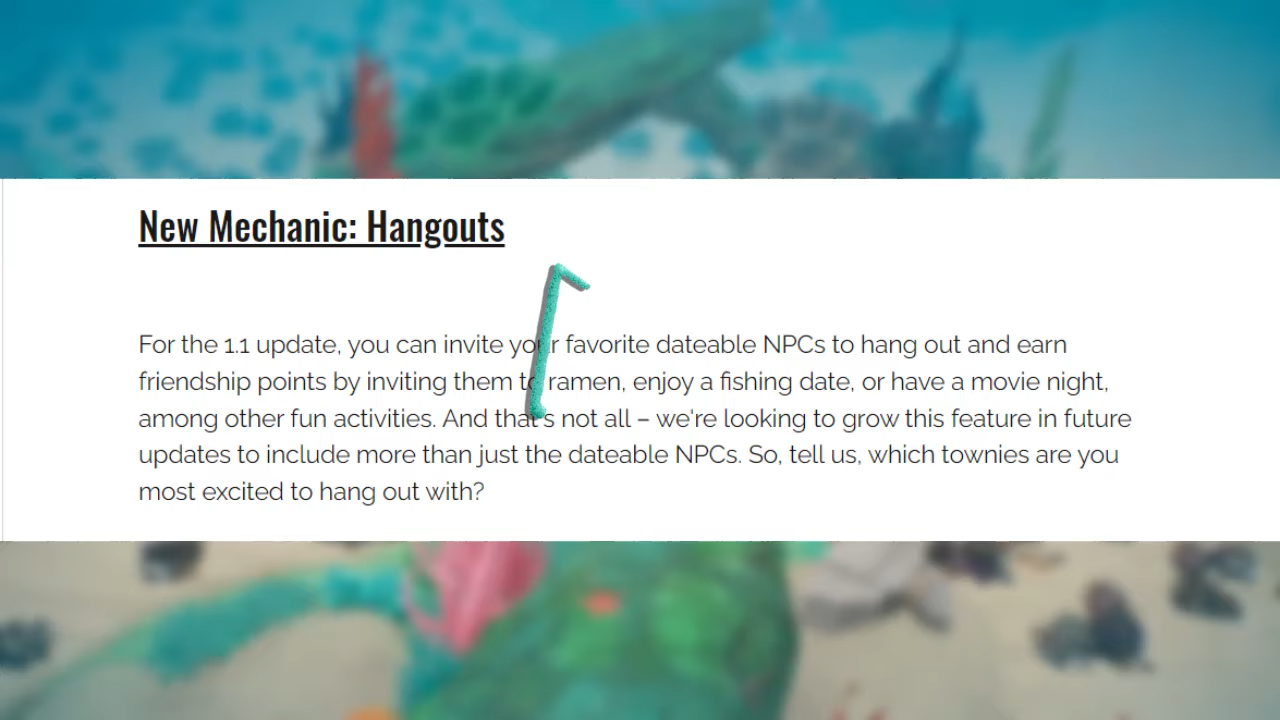 New Mechanic: Hangouts
For the 1.1 update, you can invite your favorite dateable NPCs to hang out and earn
friendship points by inviting them to ramen, enjoy a fishing date, or have a movie night,
among other fun activities. And that's not all – we're looking to grow this feature in future
updates to include more than just the dateable NPCs. So, tell us, which townies are you
most excited to hang out with?